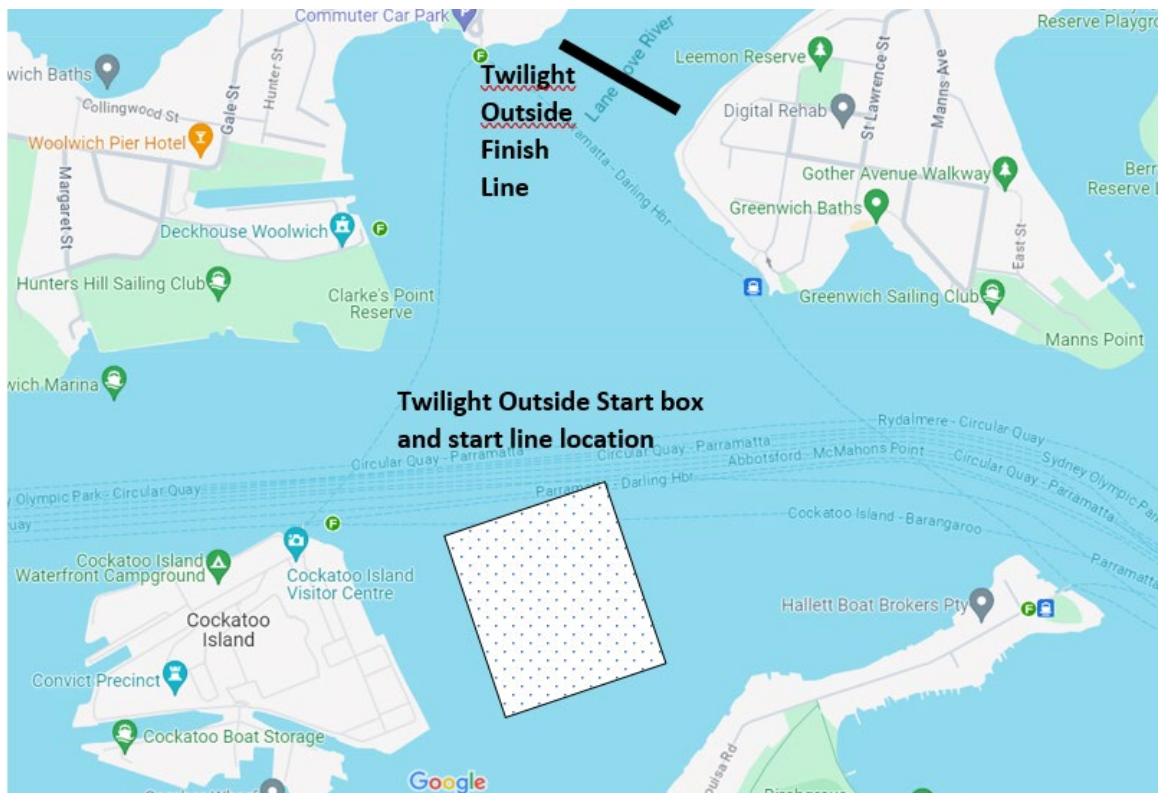 Commuter Car Park
Reserve Playgro
Leemon Reserve
Lane Cove River
St Lawrence St
Manns Ave
wich Baths
Collingwood St
Gale St
Hunter St
F
Twilight
Outside
Finish
Line
Digital Rehab
Woolwich Pier Hotel
Margaret St
Parramatta - Darling Hbr
Gother Avenue Walkway
Berr
Reserve L
Greenwich Baths
East St
Deckhouse Woolwich
F
Hunters Hill Sailing Club
Clarke's Point
Reserve
Greenwich Sailing Club
Manns Point
wich Marina
Twilight Outside Start box
and start line location
Rydalmere - Circular Quay
Circular Quay - Parramatta
Circular Quay - Parramatta
Abbotsford - McMahons Point
Circular Quay - Parramatta
Sydney Olympic Park
y Olympic Park - Circular Quay
Parramatta - Darling Hbr
Quay
Cockatoo Island - Barangaroo
Parramatta
F
Cockatoo Island
Waterfront Campground
Cockatoo Island
Visitor Centre
Hallett Boat Brokers Pty
F
Cockatoo
Island
Convict Precinct
Cockatoo Boat Storage
Louisa Rd
Google